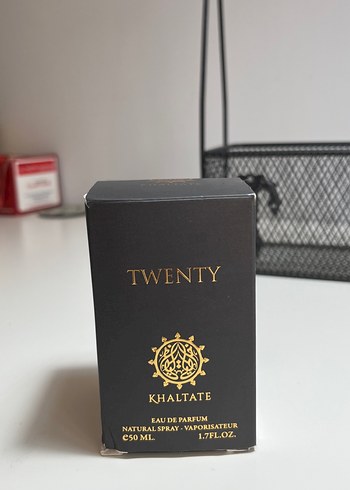 TWENTY
KHALTATE
EAU DE PARFUM
NATURAL SPRAY - VAPORISATEUR
℮50 ML. 1.7FL.OZ.